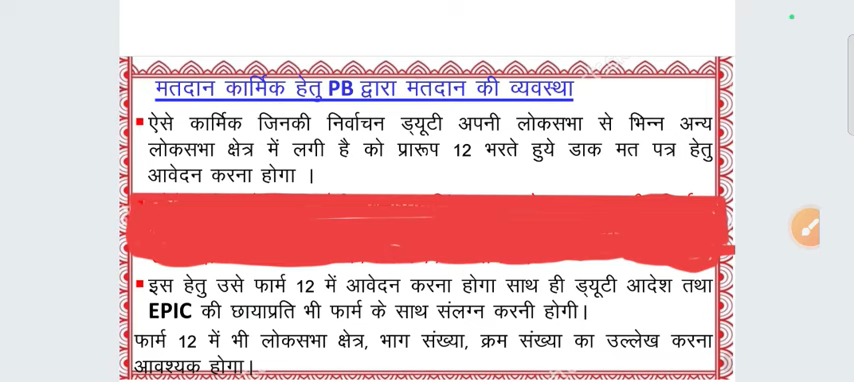 मतदान कार्मिक हेतु PB द्वारा मतदान की व्यवस्था
ऐसे कार्मिक जिनकी निर्वाचन ड्यूटी अपनी लोकसभा से भिन्न अन्य
लोकसभा क्षेत्र में लगी है को प्रारूप 12 भरते हुये डाक मत पत्र हेतु
आवेदन करना होगा ।
इस हेतु उसे फार्म 12 में आवेदन करना होगा साथ ही ड्यूटी आदेश तथा
EPIC की छायाप्रति भी फार्म के साथ संलग्न करनी होगी।
फार्म 12 में भी लोकसभा क्षेत्र, भाग संख्या, क्रम संख्या का उल्लेख करना
आवश्यक होगा।